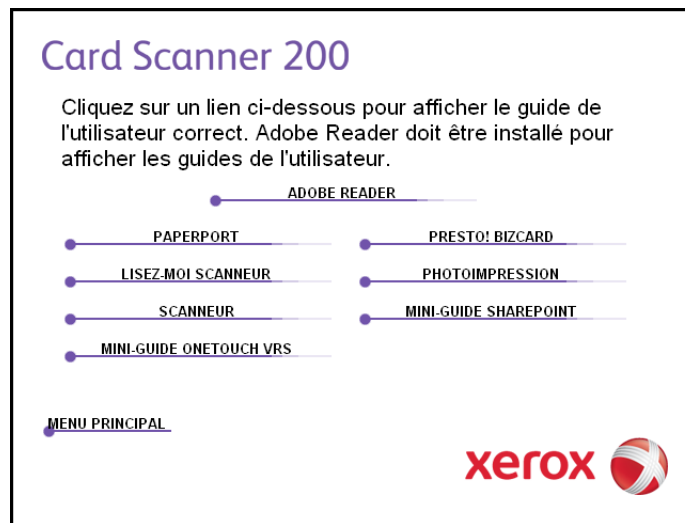 Card Scanner 200
Cliquez sur un lien ci-dessous pour afficher le guide de
l'utilisateur correct. Adobe Reader doit être installé pour
afficher les guides de l'utilisateur.
ADOBE READER
PAPERPORT
PRESTO! BIZCARD
LISEZ-MOI SCANNEUR
PHOTOIMPRESSION
SCANNEUR
MINI-GUIDE SHAREPOINT
MINI-GUIDE ONETOUCH VRS
MENU PRINCIPAL
xerox